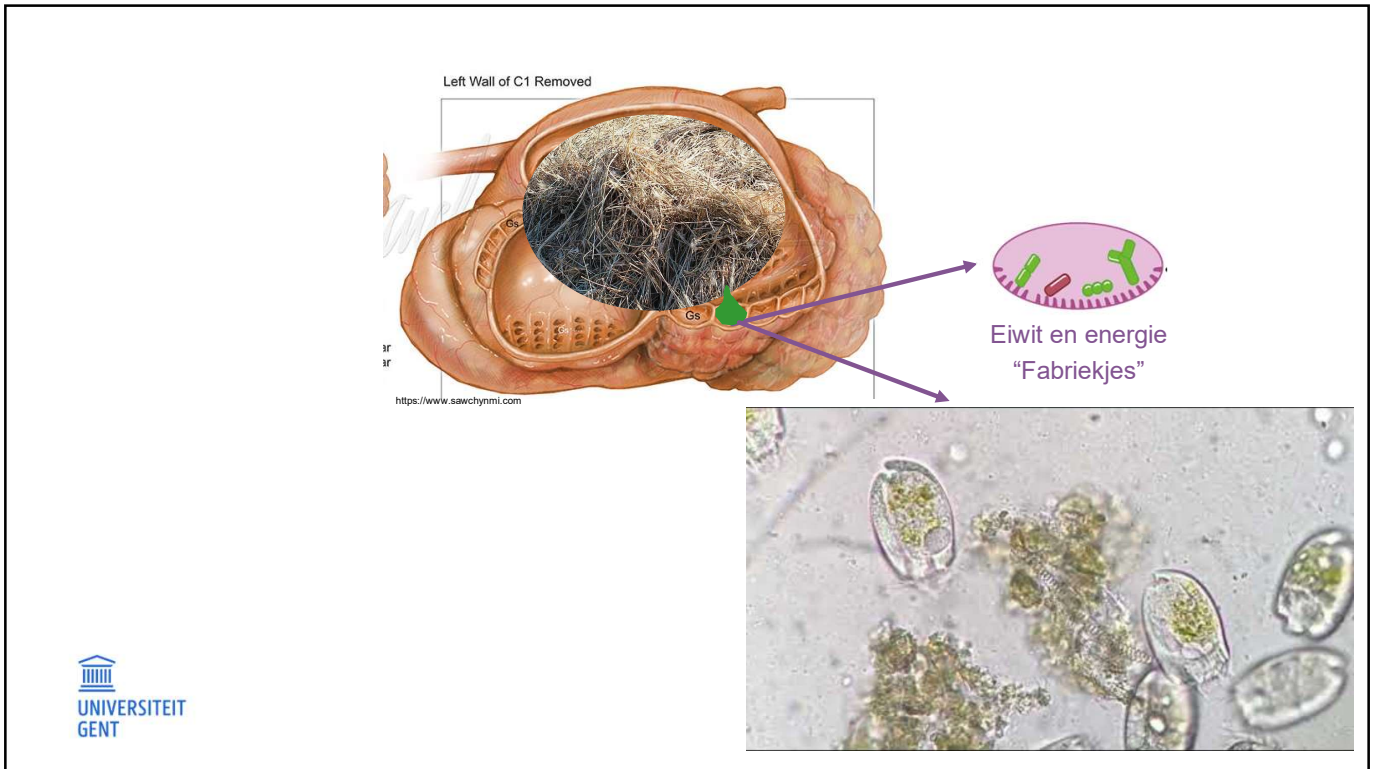 Left Wall of C1 Removed
Gs
Gs
Gs
ar
ar
https://www.sawchynmi.com
Eiwit en energie
“Fabriekjes”
UNIVERSITEIT
GENT